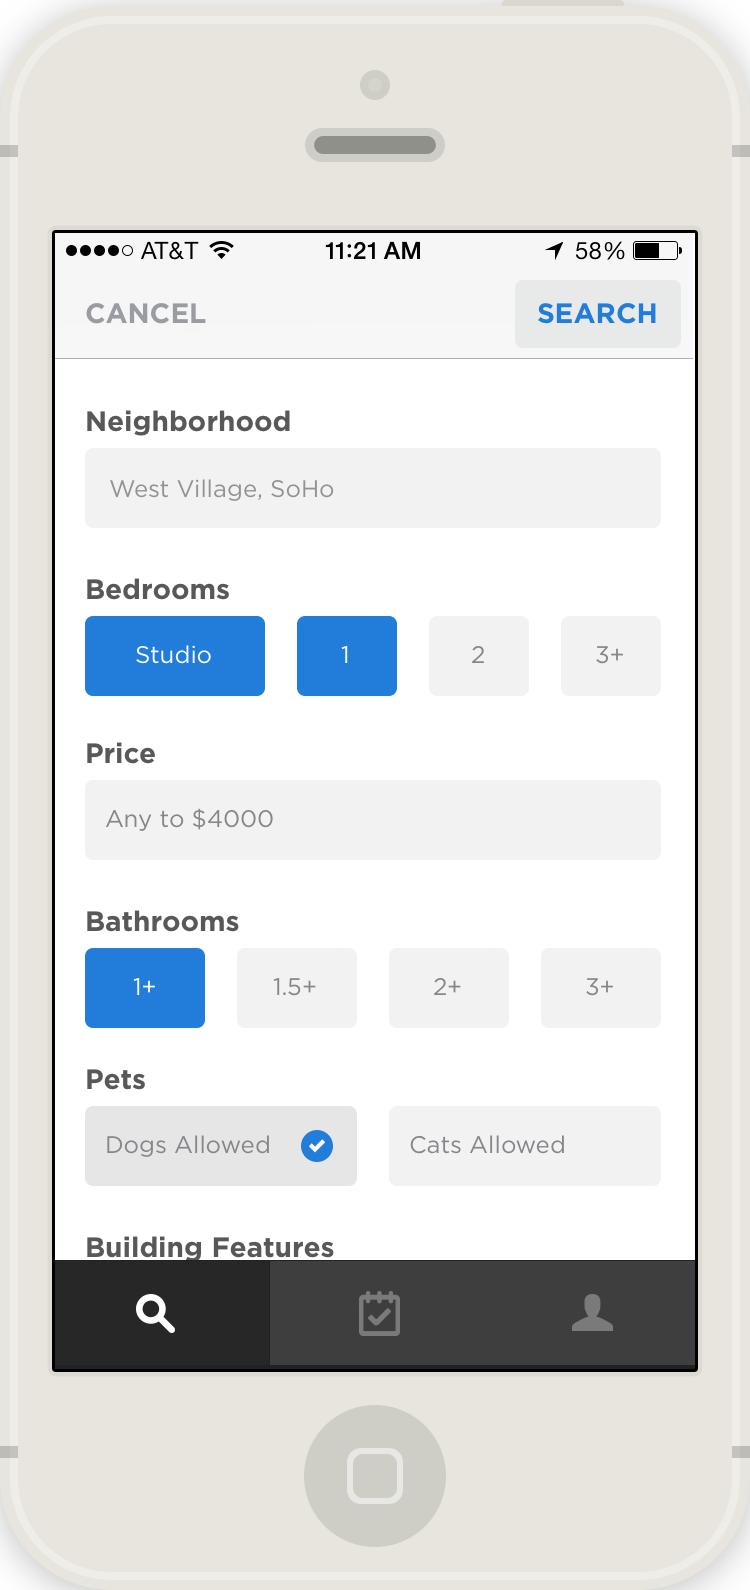 AT&T 11:21 AM 58%
CANCEL SEARCH
Neighborhood
West Village, SoHo
Bedrooms
Studio 1 2 3+
Price
Any to $4000
Bathrooms
1+ 1.5+ 2+ 3+
Pets
Dogs Allowed Cats Allowed
Building Features